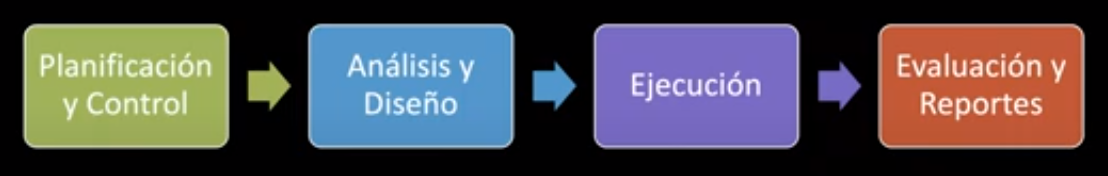 Planificación
y Control
Análisis y
Diseño
Ejecución
Evaluación y
Reportes